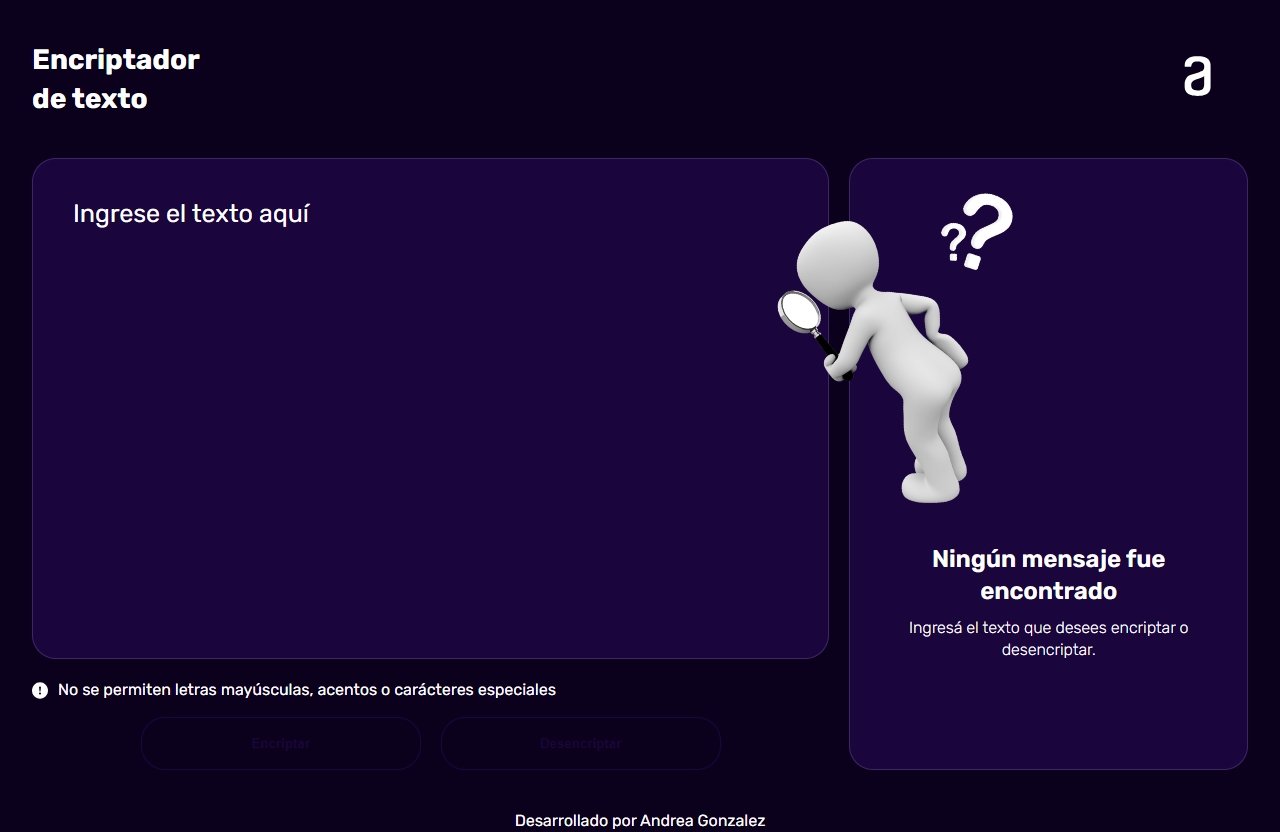 Encriptador
de texto
a
Ingrese el texto aquí
??
Ningún mensaje fue
encontrado
Ingresá el texto que desees encriptar o
desencriptar.
! No se permiten letras mayúsculas, acentos o carácteres especiales
Encriptar
Desencriptar
Desarrollado por Andrea Gonzalez